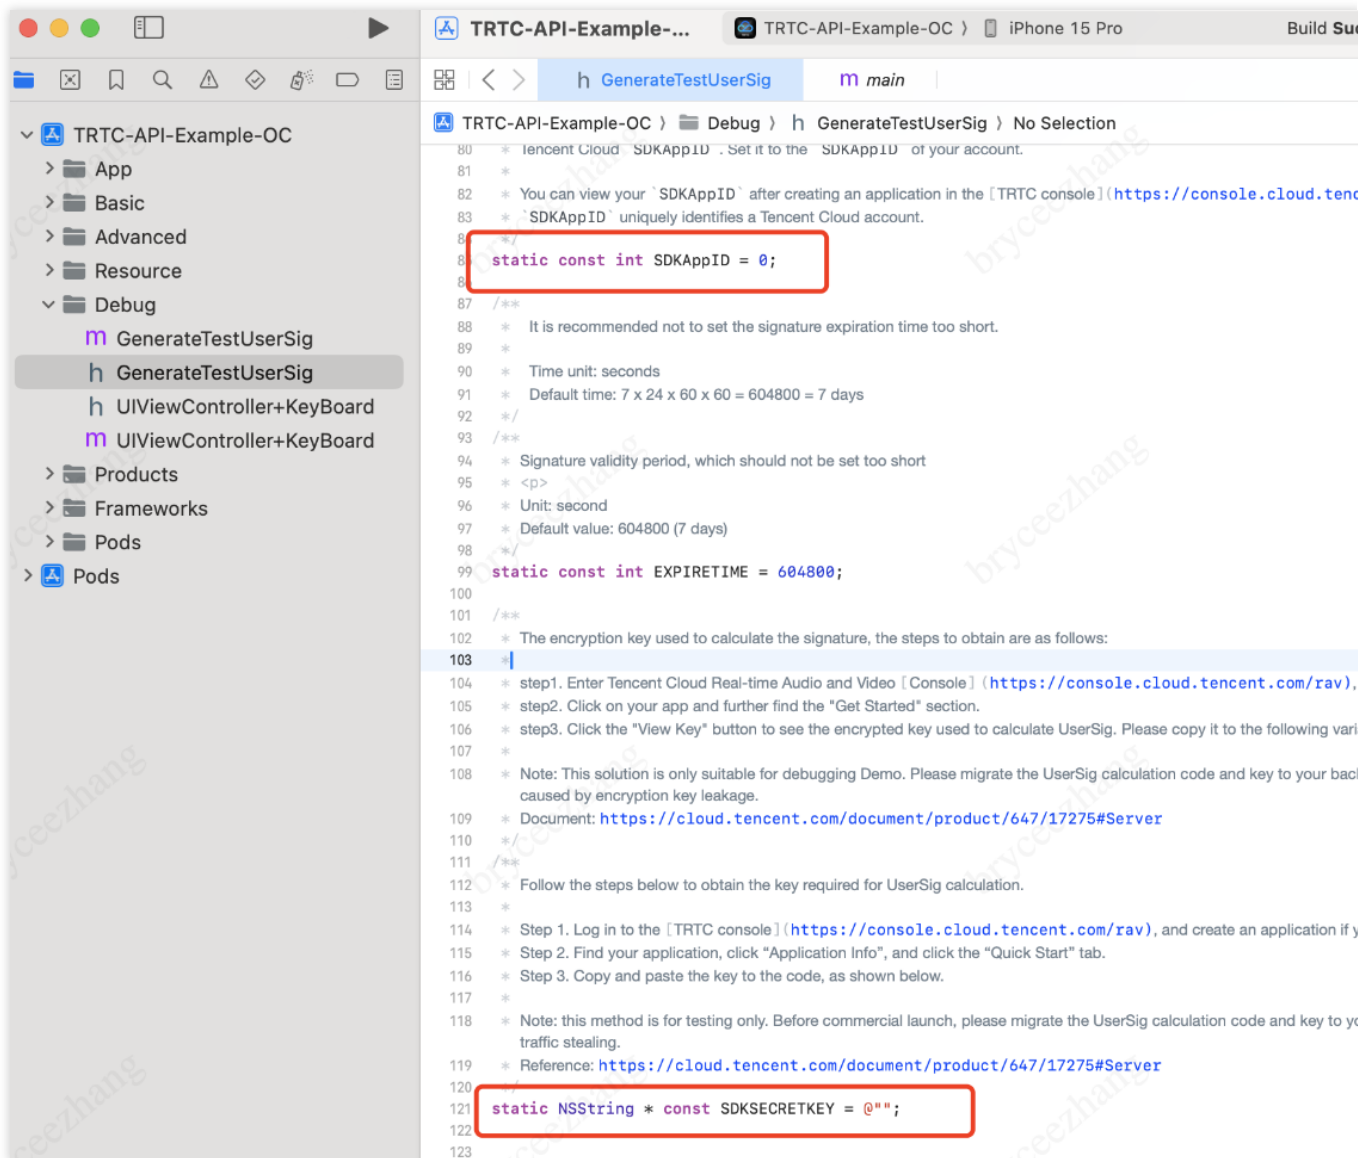 TRTC-API-Example-...
TRTC-API-Example-OC 〉 iPhone 15 Pro
Build Suc
h GenerateTestUserSig
m main
TRTC-API-Example-OC 〉 Debug 〉 h GenerateTestUserSig 〉 No Selection
TRTC-API-Example-OC
App
Basic
Advanced
Resource
Debug
m GenerateTestUserSig
h GenerateTestUserSig
h UIViewController+KeyBoard
m UIViewController+KeyBoard
Products
Frameworks
Pods
Pods
80 * Tencent Cloud `SDKAppID`. Set it to the `SDKAppID` of your account.
81 *
82 * You can view your `SDKAppID` after creating an application in the [TRTC console](https://console.cloud.tenc
83 * `SDKAppID` uniquely identifies a Tencent Cloud account.
84 */
85 static const int SDKAppID = 0;
86
87 /**
88 * It is recommended not to set the signature expiration time too short.
89 *
90 * Time unit: seconds
91 * Default time: 7 x 24 x 60 x 60 = 604800 = 7 days
92 */
93 /**
94 * Signature validity period, which should not be set too short
95 * <p>
96 * Unit: second
97 * Default value: 604800 (7 days)
98 */
99 static const int EXPIRETIME = 604800;
100
101 /**
102 * The encryption key used to calculate the signature, the steps to obtain are as follows:
103 *
104 * step1. Enter Tencent Cloud Real-time Audio and Video [Console] (https://console.cloud.tencent.com/rav),
105 * step2. Click on your app and further find the "Get Started" section.
106 * step3. Click the "View Key" button to see the encrypted key used to calculate UserSig. Please copy it to the following vari
107 *
108 * Note: This solution is only suitable for debugging Demo. Please migrate the UserSig calculation code and key to your bac
caused by encryption key leakage.
109 * Document: https://cloud.tencent.com/document/product/647/17275#Server
110 */
111 /**
112 * Follow the steps below to obtain the key required for UserSig calculation.
113 *
114 * Step 1. Log in to the [TRTC console](https://console.cloud.tencent.com/rav), and create an application if y
115 * Step 2. Find your application, click “Application Info”, and click the “Quick Start” tab.
116 * Step 3. Copy and paste the key to the code, as shown below.
117 *
118 * Note: this method is for testing only. Before commercial launch, please migrate the UserSig calculation code and key to yo
traffic stealing.
119 * Reference: https://cloud.tencent.com/document/product/647/17275#Server
120 */
121 static NSString * const SDKSECRETKEY = @"";
122
123
bryceezhang